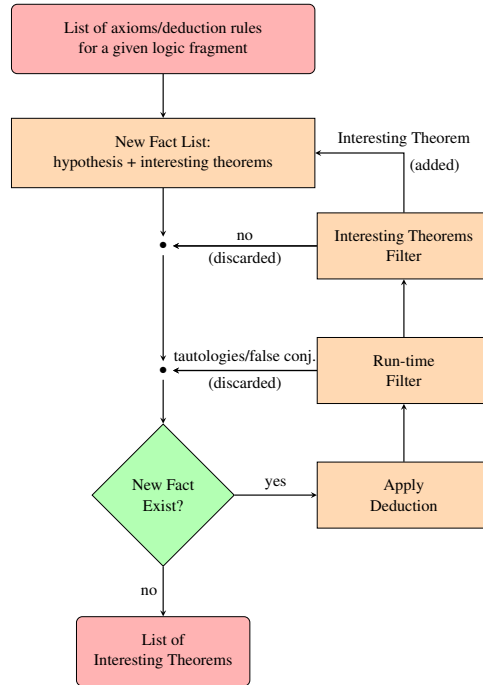 List of axioms/deduction rules
for a given logic fragment
New Fact List:
hypothesis + interesting theorems
Interesting Theorem
(added)
no
(discarded)
Interesting Theorems
Filter
tautologies/false conj.
(discarded)
Run-time
Filter
New Fact
Exist?
yes
Apply
Deduction
no
List of
Interesting Theorems